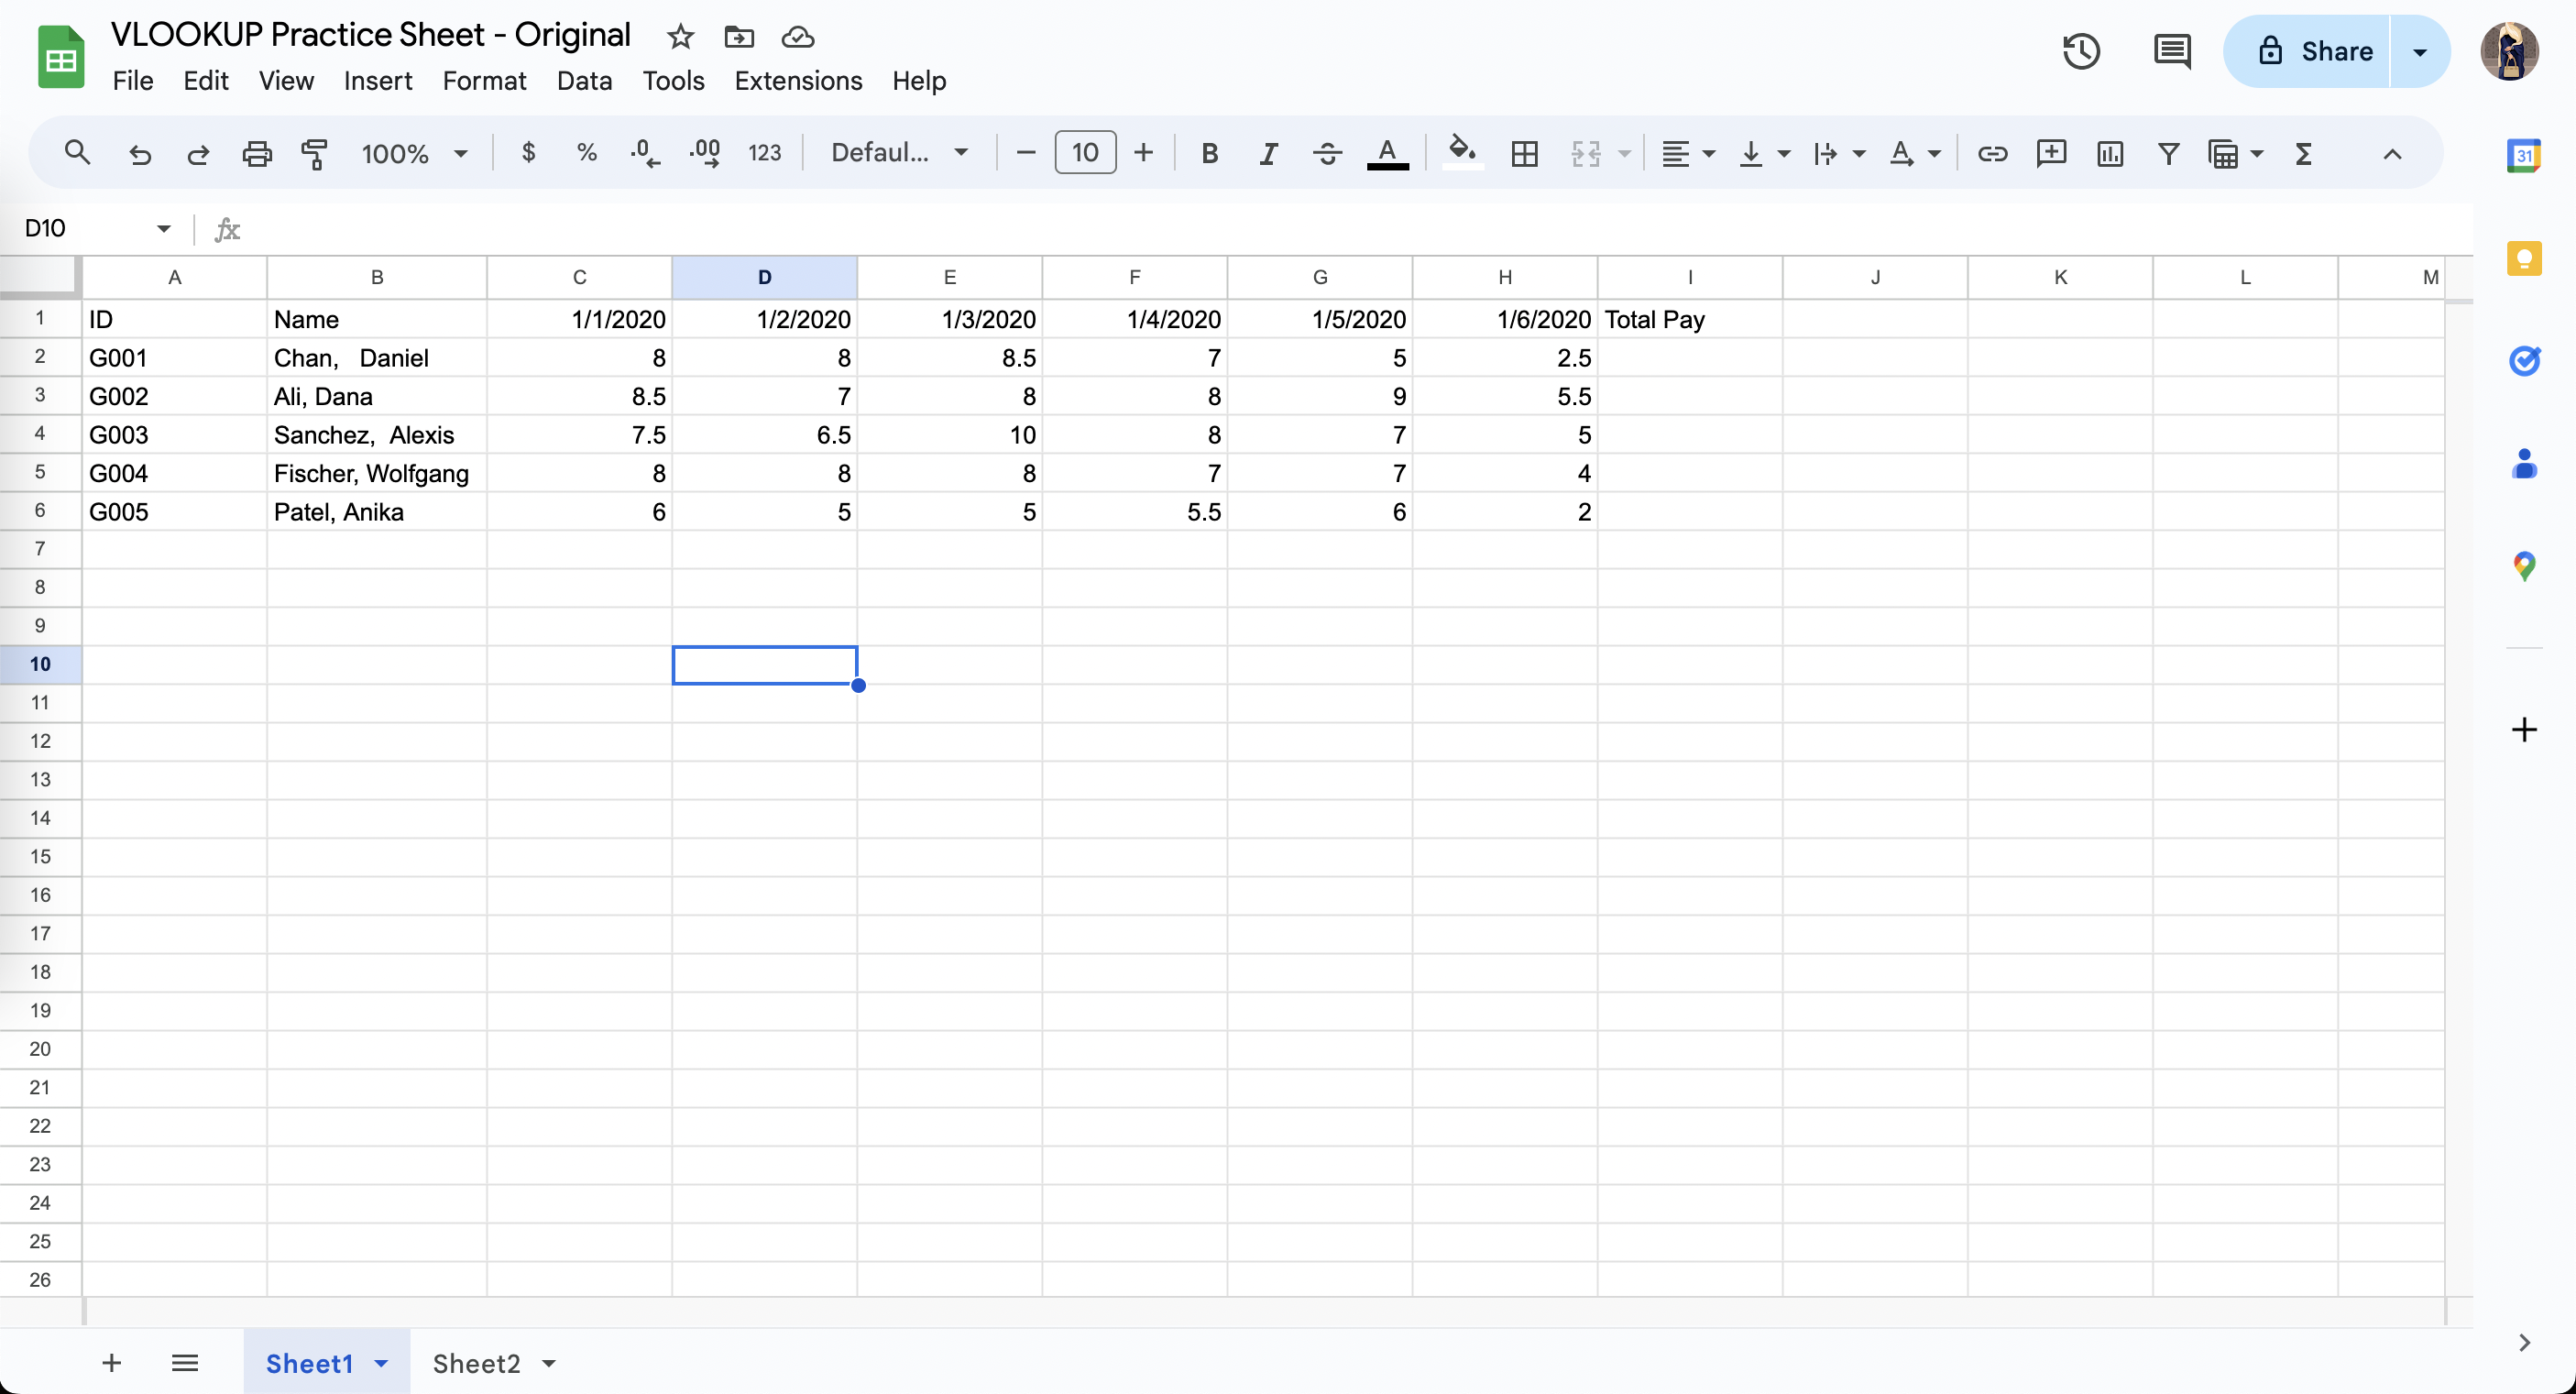 VLOOKUP Practice Sheet - Original
File Edit View Insert Format Data Tools Extensions Help
Share
100% $ % .0 .00 123 Defaul... 10 B I S A A Σ
31
D10 fx
A B C D E F G H I J K L M
1 ID Name 1/1/2020 1/2/2020 1/3/2020 1/4/2020 1/5/2020 1/6/2020 Total Pay
2 G001 Chan,   Daniel 8 8 8.5 7 5 2.5
3 G002 Ali, Dana 8.5 7 8 8 9 5.5
4 G003 Sanchez,  Alexis 7.5 6.5 10 8 7 5
5 G004 Fischer, Wolfgang 8 8 8 7 7 4
6 G005 Patel, Anika 6 5 5 5.5 6 2
7
8
9
10
11
12
13
14
15
16
17
18
19
20
21
22
23
24
25
26
Sheet1 Sheet2